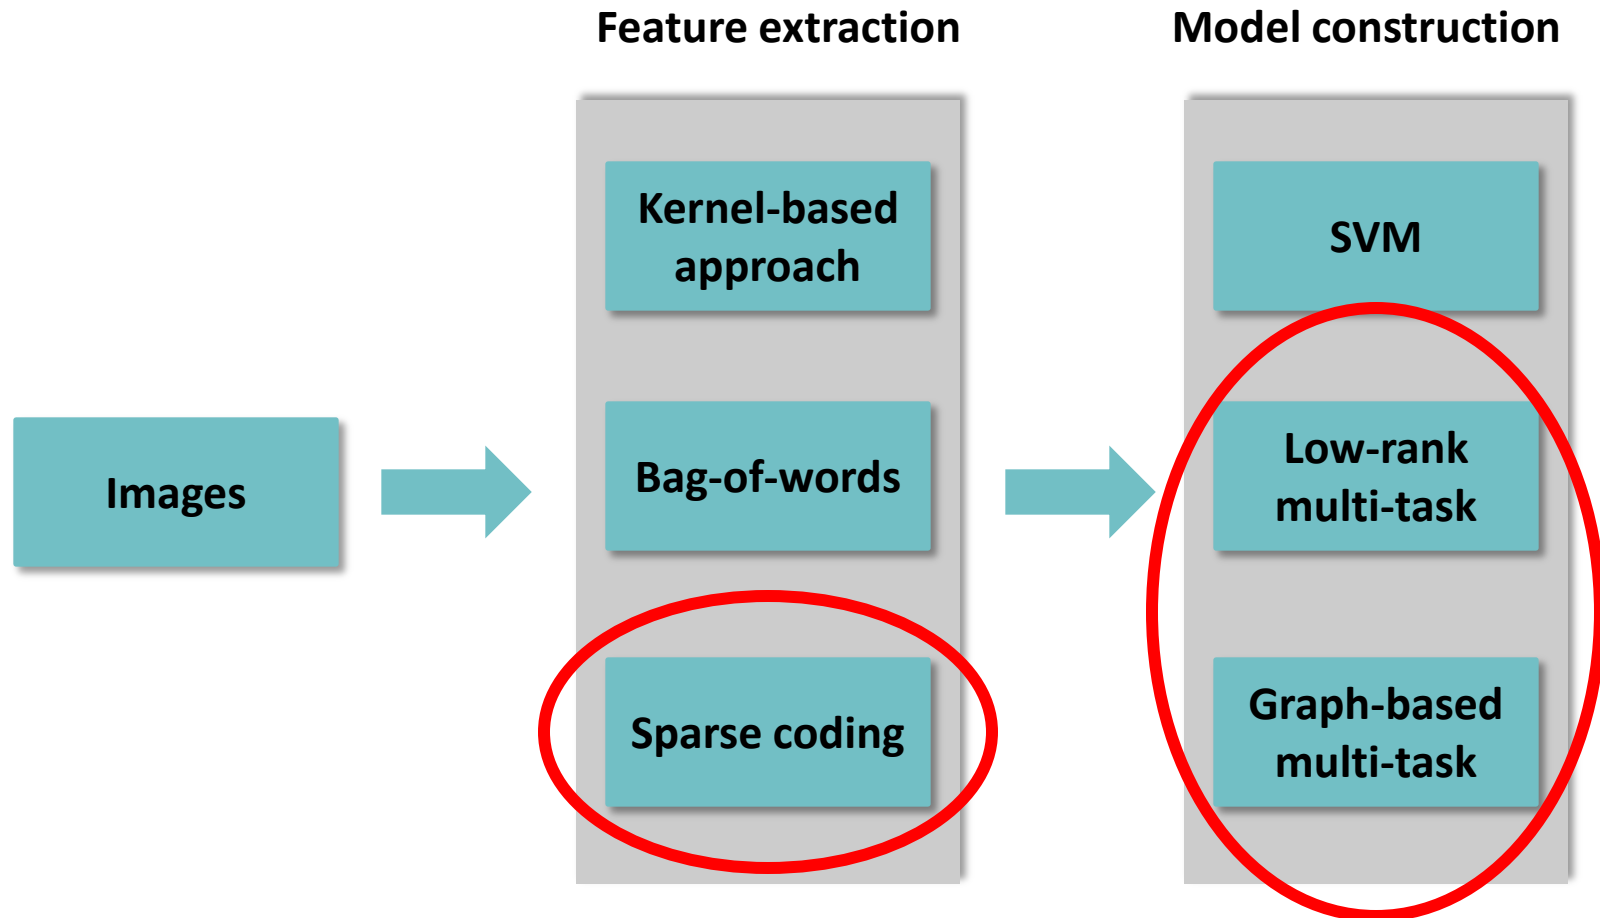 Feature extraction
Model construction
Images
Kernel-based
approach
Bag-of-words
Sparse coding
SVM
Low-rank
multi-task
Graph-based
multi-task